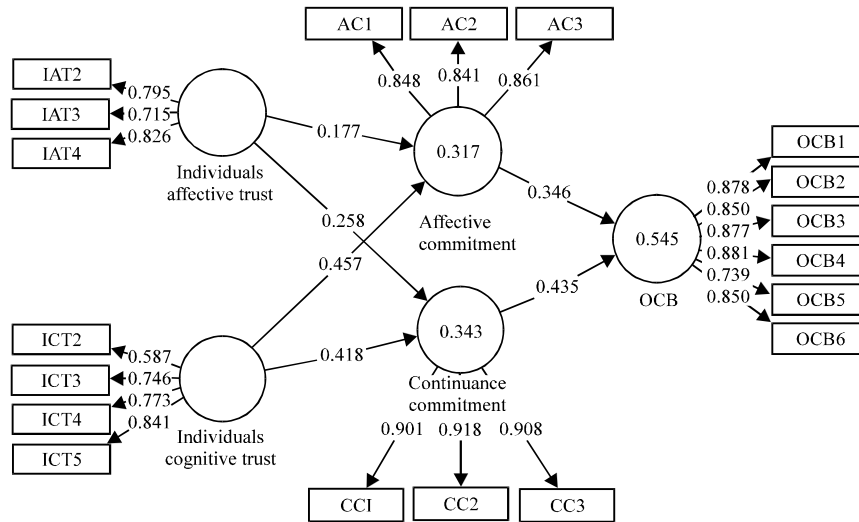 AC1
AC2
AC3
0.848
0.841
0.861
IAT2
IAT3
IAT4
0.795
0.715
0.826
Individuals
affective trust
0.177
0.317
Affective
commitment
0.258
0.457
0.346
0.545
OCB
0.435
OCB1
OCB2
OCB3
OCB4
OCB5
OCB6
0.878
0.850
0.877
0.881
0.739
0.850
ICT2
ICT3
ICT4
ICT5
0.587
0.746
0.773
0.841
Individuals
cognitive trust
0.418
0.343
Continuance
commitment
0.901
0.918
0.908
CCI
CC2
CC3